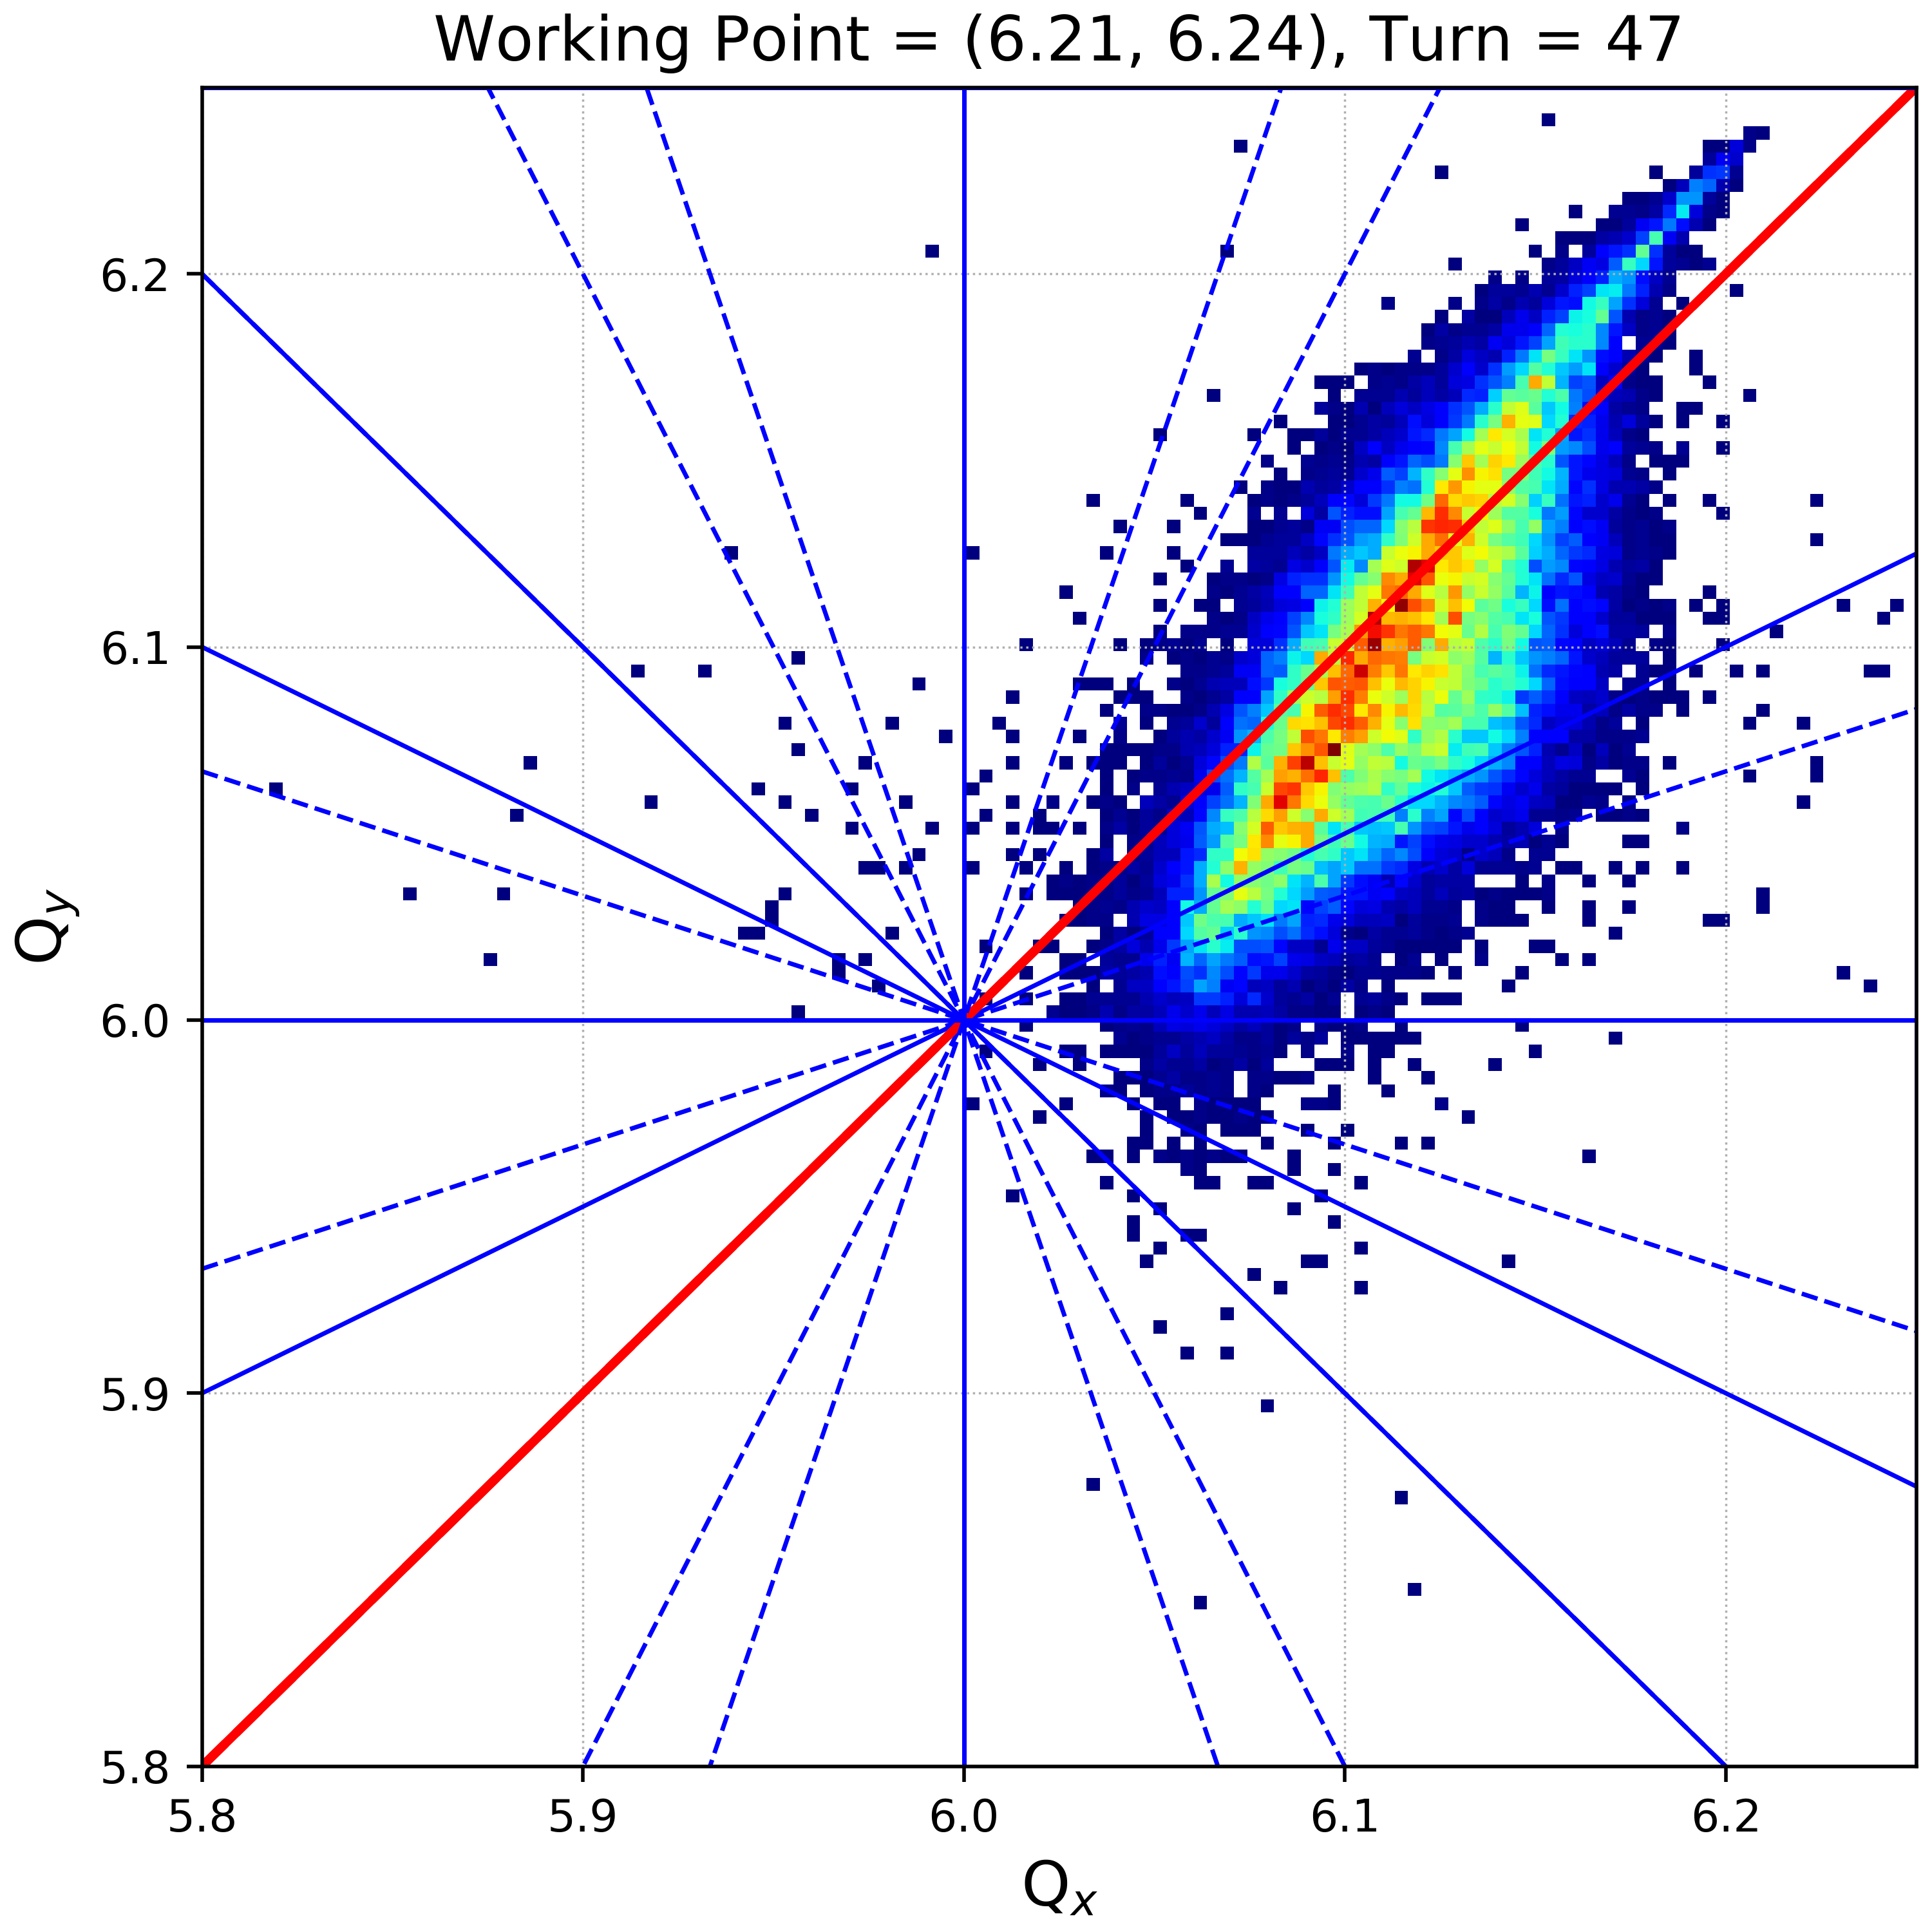 Working Point = (6.21, 6.24), Turn = 47
6.2
6.1
6.0
5.9
5.8
Qy
5.8 5.9 6.0 6.1 6.2
Qx